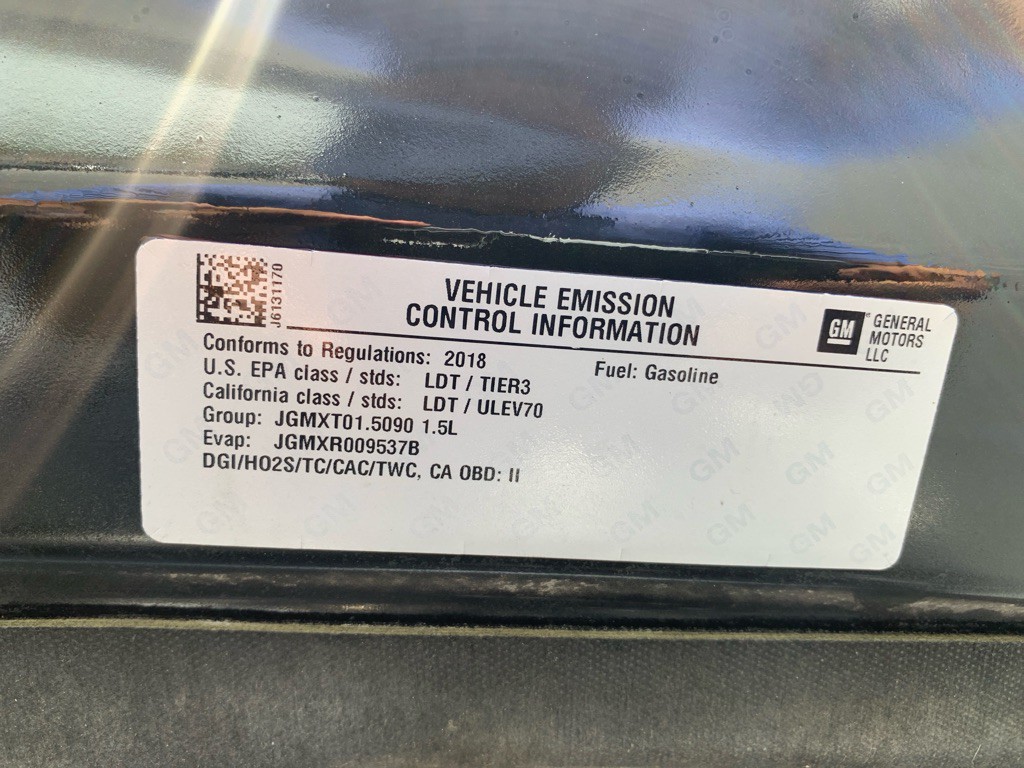 J6131170
VEHICLE EMISSION
CONTROL INFORMATION
GM
GENERAL
MOTORS
LLC
Conforms to Regulations: 2018
Fuel: Gasoline
U.S. EPA class / stds: LDT / TIER3
California class / stds: LDT / ULEV70
Group: JGMXT01.5090 1.5L
Evap: JGMXR009537B
DGI/HO2S/TC/CAC/TWC, CA OBD: II